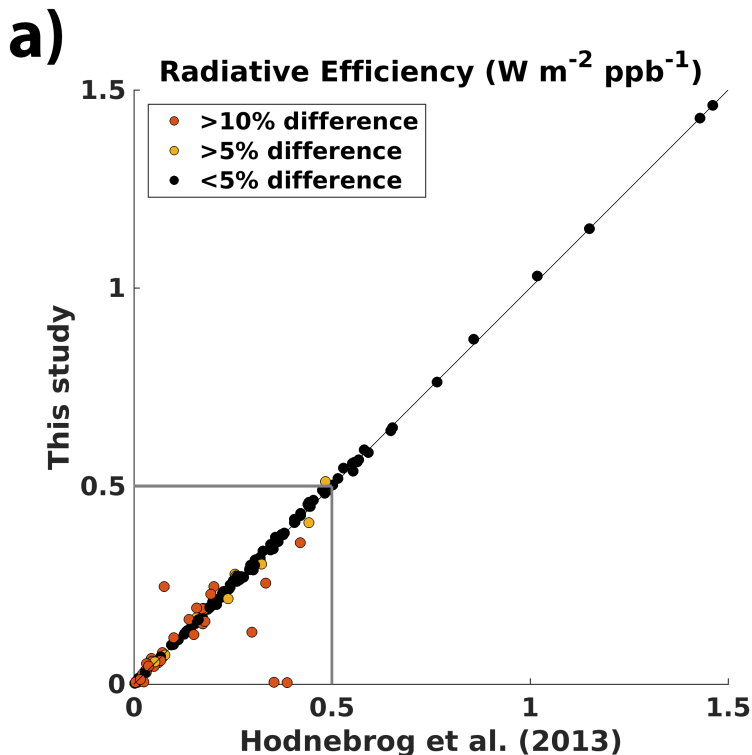 a)
Radiative Efficiency (W m⁻² ppb⁻¹)
1.5
>10% difference
>5% difference
<5% difference
1
This study
0.5
0
0 0.5 1 1.5
Hodnebrog et al. (2013)